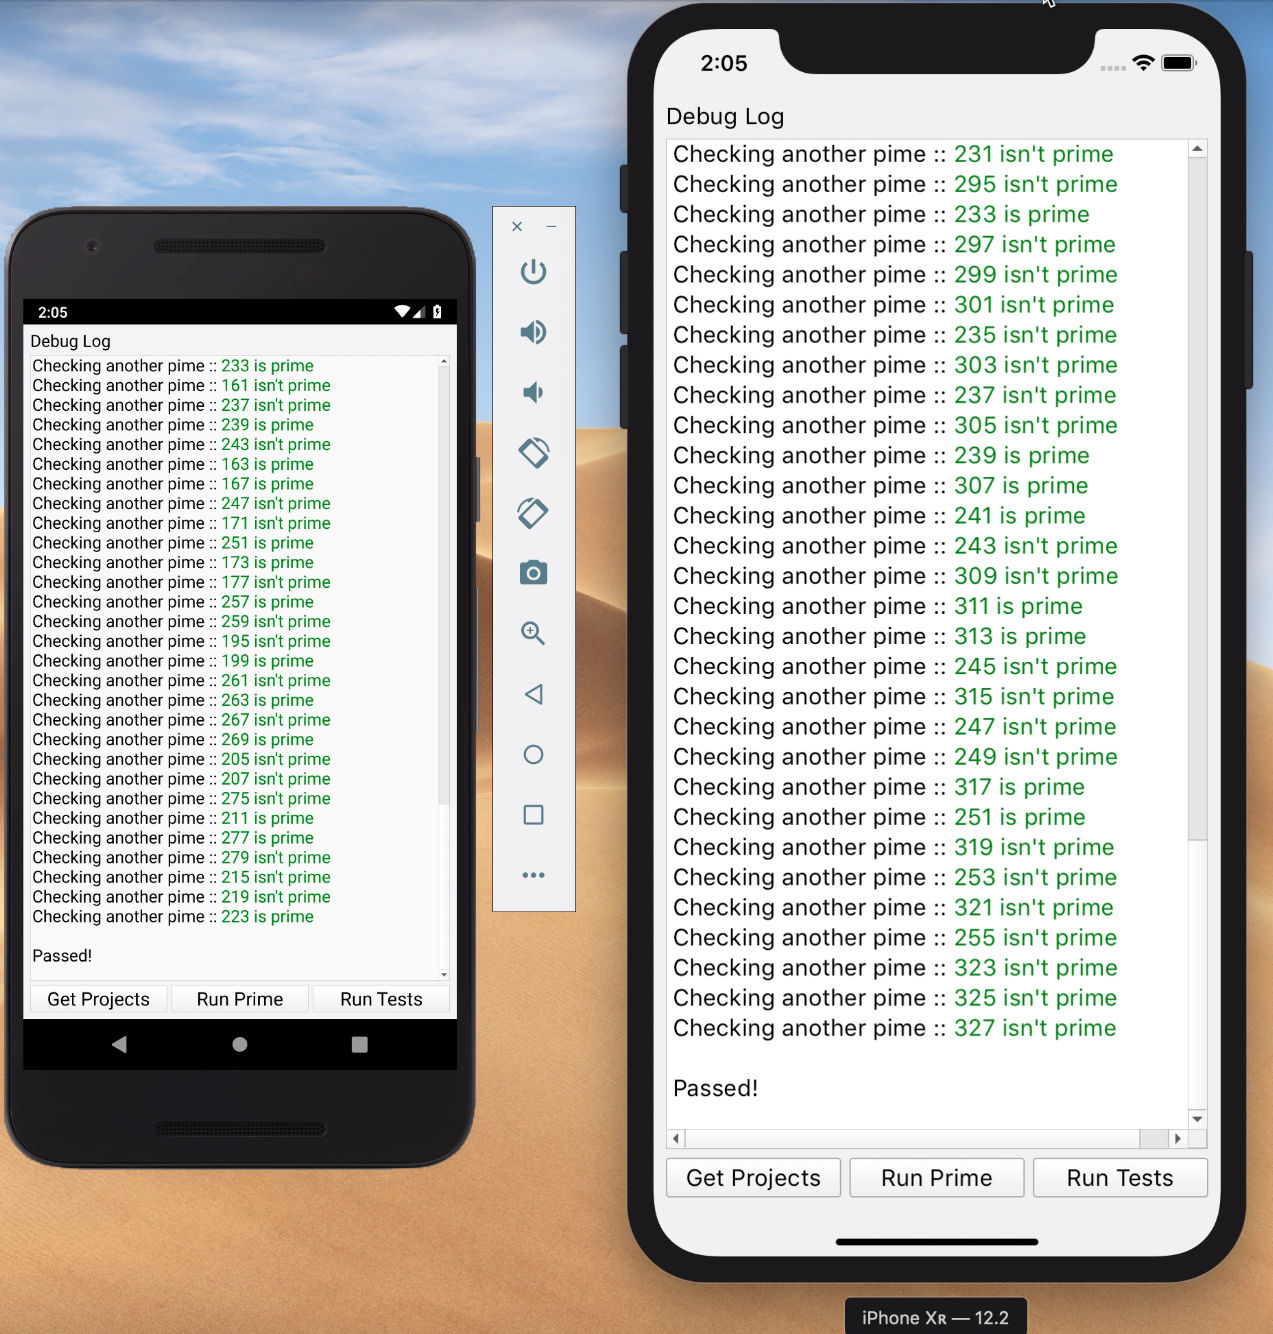 2:05
Debug Log
Checking another pime :: 233 is prime
Checking another pime :: 161 isn't prime
Checking another pime :: 237 isn't prime
Checking another pime :: 239 is prime
Checking another pime :: 243 isn't prime
Checking another pime :: 163 is prime
Checking another pime :: 167 is prime
Checking another pime :: 247 isn't prime
Checking another pime :: 171 isn't prime
Checking another pime :: 251 is prime
Checking another pime :: 173 is prime
Checking another pime :: 177 isn't prime
Checking another pime :: 257 is prime
Checking another pime :: 259 isn't prime
Checking another pime :: 195 isn't prime
Checking another pime :: 199 is prime
Checking another pime :: 261 isn't prime
Checking another pime :: 263 is prime
Checking another pime :: 267 isn't prime
Checking another pime :: 269 is prime
Checking another pime :: 205 isn't prime
Checking another pime :: 207 isn't prime
Checking another pime :: 275 isn't prime
Checking another pime :: 211 is prime
Checking another pime :: 277 is prime
Checking another pime :: 279 isn't prime
Checking another pime :: 215 isn't prime
Checking another pime :: 219 isn't prime
Checking another pime :: 223 is prime
Passed!
Get Projects Run Prime Run Tests
2:05
Debug Log
Checking another pime :: 231 isn't prime
Checking another pime :: 295 isn't prime
Checking another pime :: 233 is prime
Checking another pime :: 297 isn't prime
Checking another pime :: 299 isn't prime
Checking another pime :: 301 isn't prime
Checking another pime :: 235 isn't prime
Checking another pime :: 303 isn't prime
Checking another pime :: 237 isn't prime
Checking another pime :: 305 isn't prime
Checking another pime :: 239 is prime
Checking another pime :: 307 is prime
Checking another pime :: 241 is prime
Checking another pime :: 243 isn't prime
Checking another pime :: 309 isn't prime
Checking another pime :: 311 is prime
Checking another pime :: 313 is prime
Checking another pime :: 245 isn't prime
Checking another pime :: 315 isn't prime
Checking another pime :: 247 isn't prime
Checking another pime :: 249 isn't prime
Checking another pime :: 317 is prime
Checking another pime :: 251 is prime
Checking another pime :: 319 isn't prime
Checking another pime :: 253 isn't prime
Checking another pime :: 321 isn't prime
Checking another pime :: 255 isn't prime
Checking another pime :: 323 isn't prime
Checking another pime :: 325 isn't prime
Checking another pime :: 327 isn't prime
Passed!
Get Projects Run Prime Run Tests
iPhone Xʀ — 12.2